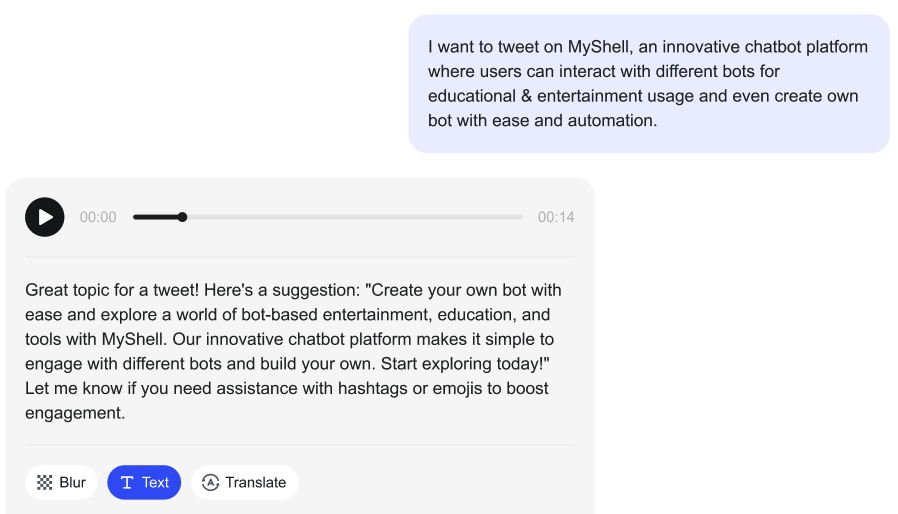 I want to tweet on MyShell, an innovative chatbot platform
where users can interact with different bots for
educational & entertainment usage and even create own
bot with ease and automation.
00:00 00:14
Great topic for a tweet! Here's a suggestion: "Create your own bot with
ease and explore a world of bot-based entertainment, education, and
tools with MyShell. Our innovative chatbot platform makes it simple to
engage with different bots and build your own. Start exploring today!"
Let me know if you need assistance with hashtags or emojis to boost
engagement.
Blur T Text A Translate